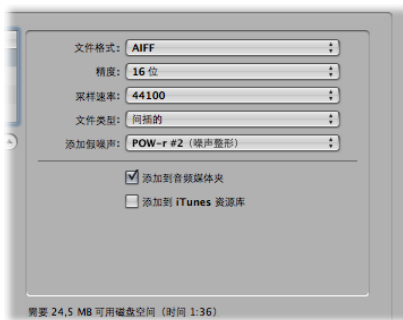 文件格式: AIFF
精度: 16 位
采样速率: 44100
文件类型: 间插的
添加假噪声: POW-r #2 (噪声整形)
添加到音频媒体夹
添加到 iTunes 资源库
需要 24,5 MB 可用磁盘空间 (时间 1:36)